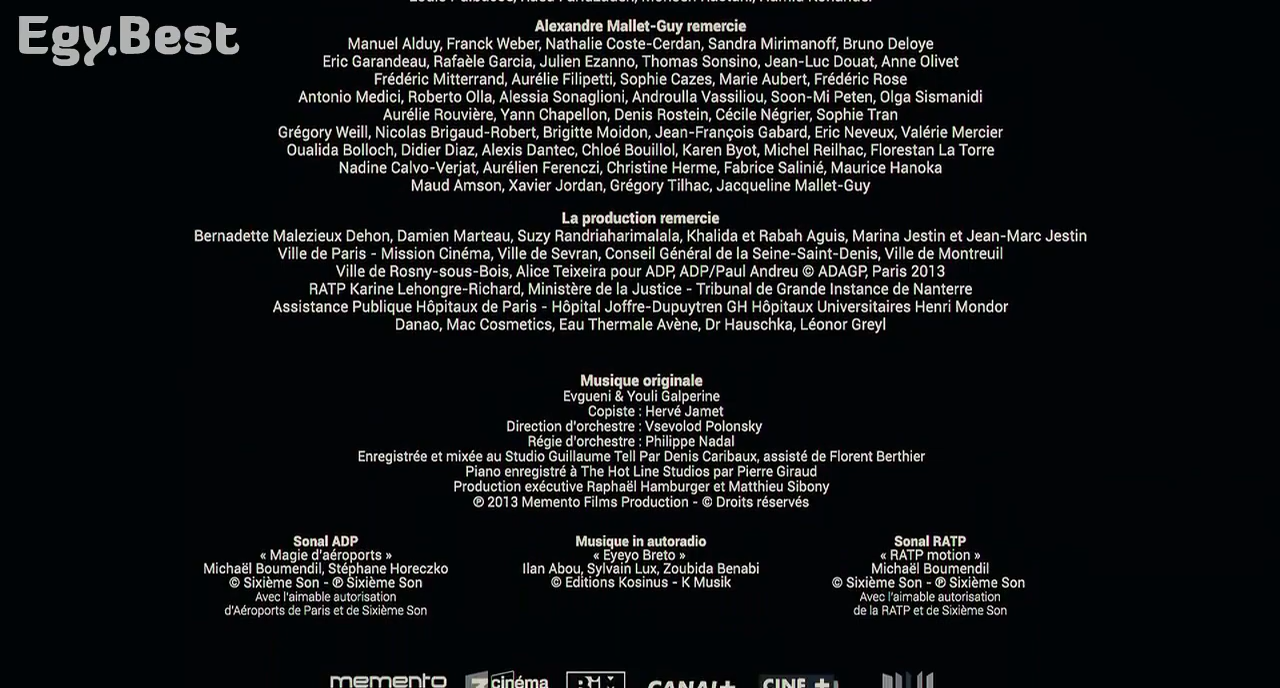 Egy.Best
Alexandre Mallet-Guy remercie
Manuel Alduy, Franck Weber, Nathalie Coste-Cerdan, Sandra Mirimanoff, Bruno Deloye
Eric Garandeau, Rafaèle Garcia, Julien Ezanno, Thomas Sonsino, Jean-Luc Douat, Anne Olivet
Frédéric Mitterrand, Aurélie Filipetti, Sophie Cazes, Marie Aubert, Frédéric Rose
Antonio Medici, Roberto Olla, Alessia Sonaglioni, Androulla Vassiliou, Soon-Mi Peten, Olga Sismanidi
Aurélie Rouvière, Yann Chapellon, Denis Rostein, Cécile Négrier, Sophie Tran
Grégory Weill, Nicolas Brigaud-Robert, Brigitte Moidon, Jean-François Gabard, Eric Neveux, Valérie Mercier
Oualida Bolloch, Didier Diaz, Alexis Dantec, Chloé Bouillol, Karen Byot, Michel Reilhac, Florestan La Torre
Nadine Calvo-Verjat, Aurélien Ferenczi, Christine Herme, Fabrice Salinié, Maurice Hanoka
Maud Amson, Xavier Jordan, Grégory Tilhac, Jacqueline Mallet-Guy
La production remercie
Bernadette Malezieux Dehon, Damien Marteau, Suzy Randriaharimalala, Khalida et Rabah Aguis, Marina Jestin et Jean-Marc Jestin
Ville de Paris - Mission Cinéma, Ville de Sevran, Conseil Général de la Seine-Saint-Denis, Ville de Montreuil
Ville de Rosny-sous-Bois, Alice Teixeira pour ADP, ADP/Paul Andreu © ADAGP, Paris 2013
RATP Karine Lehongre-Richard, Ministère de la Justice - Tribunal de Grande Instance de Nanterre
Assistance Publique Hôpitaux de Paris - Hôpital Joffre-Dupuytren GH Hôpitaux Universitaires Henri Mondor
Danao, Mac Cosmetics, Eau Thermale Avène, Dr Hauschka, Léonor Greyl
Musique originale
Evgueni & Youli Galperine
Copiste : Hervé Jamet
Direction d'orchestre : Vsevolod Polonsky
Régie d'orchestre : Philippe Nadal
Enregistrée et mixée au Studio Guillaume Tell Par Denis Caribaux, assisté de Florent Berthier
Piano enregistré à The Hot Line Studios par Pierre Giraud
Production exécutive Raphaël Hamburger et Matthieu Sibony
℗ 2013 Memento Films Production - © Droits réservés
Sonal ADP
« Magie d'aéroports »
Michaël Boumendil, Stéphane Horeczko
© Sixième Son - ℗ Sixième Son
Avec l'aimable autorisation
d'Aéroports de Paris et de Sixième Son
Musique in autoradio
« Eyeyo Breto »
Ilan Abou, Sylvain Lux, Zoubida Benabi
© Editions Kosinus - K Musik
Sonal RATP
« RATP motion »
Michaël Boumendil
© Sixième Son - ℗ Sixième Son
Avec l'aimable autorisation
de la RATP et de Sixième Son
memento
cinéma
CANAL+
CINE +